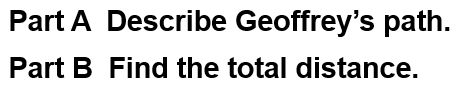 Part A  Describe Geoffrey’s path.
Part B  Find the total distance.